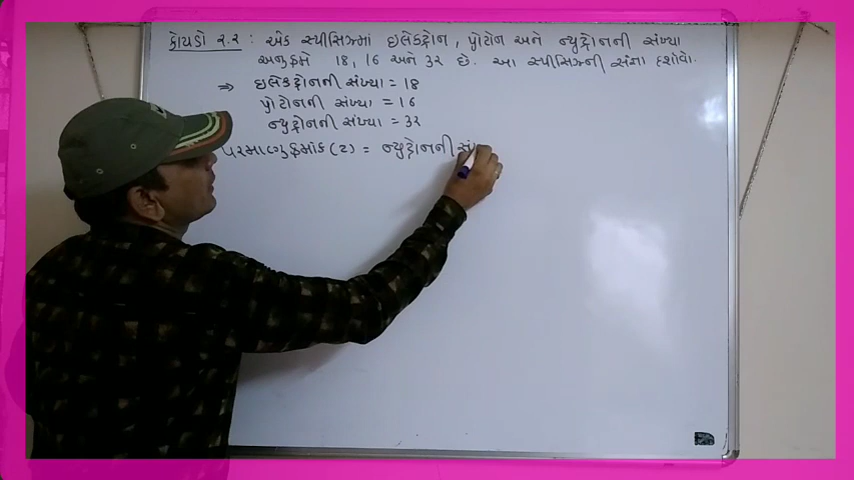 કોયડો ૨.૨ : એક સ્પીસિઝમાં ઇલેક્ટ્રોન, પ્રોટોન અને ન્યુટ્રોનની સંખ્યા
અનુક્રમે 18, 16 અને 32 છે. આ સ્પીસિઝની સંજ્ઞા દર્શાવો.
⇒ ઇલેક્ટ્રોનની સંખ્યા = 18
પ્રોટોનની સંખ્યા = 16
ન્યુટ્રોનની સંખ્યા = 32
પરમાણુક્રમાંક (Z) = ન્યુટ્રોનની